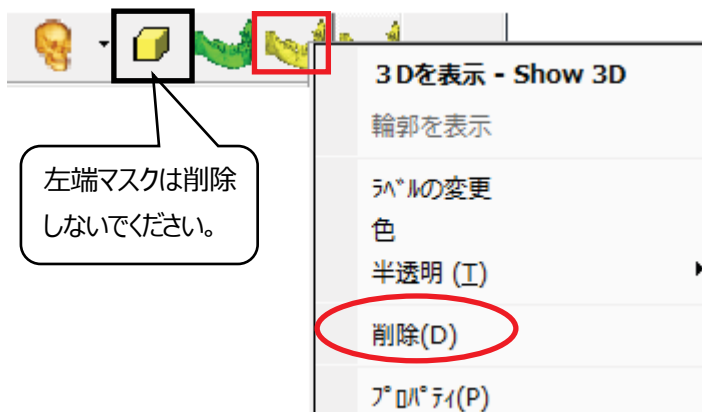 ３Dを表示 - Show 3D
輪郭を表示
ﾗﾍﾞﾙの変更
色
半透明 (T)
削除(D)
ﾌﾟﾛﾊﾟﾃｨ(P)
左端マスクは削除
しないでください。